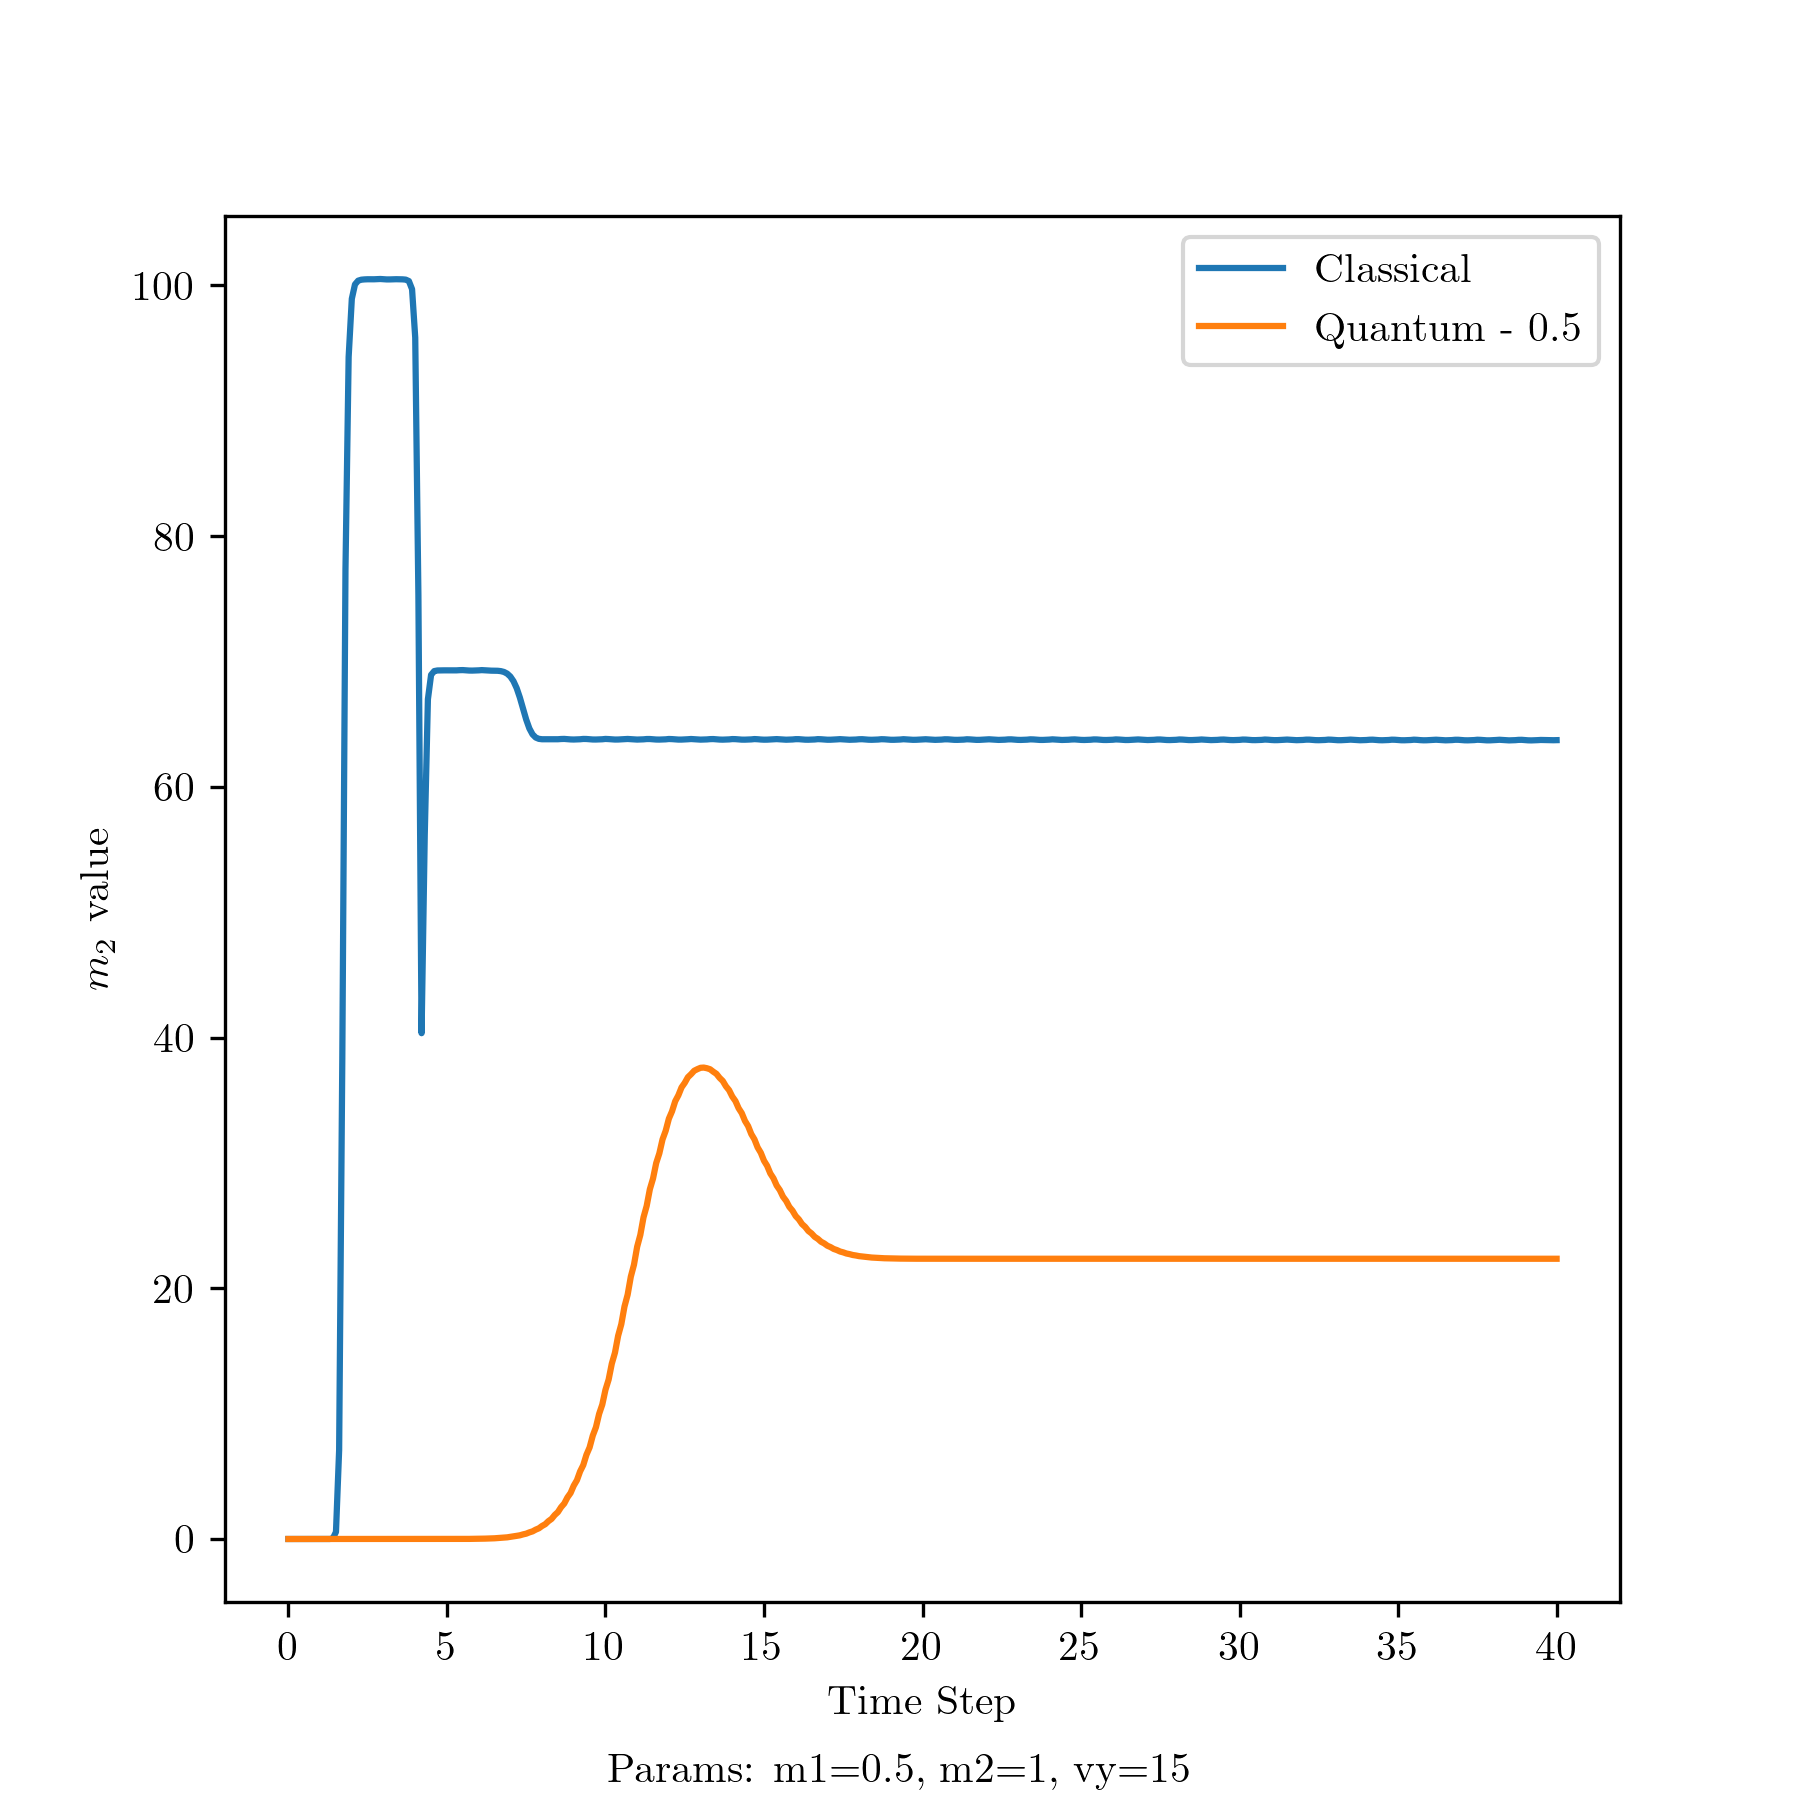 Classical
Quantum - 0.5
100
80
60
40
20
0
m₂ value
0 5 10 15 20 25 30 35 40
Time Step
Params: m1=0.5, m2=1, vy=15